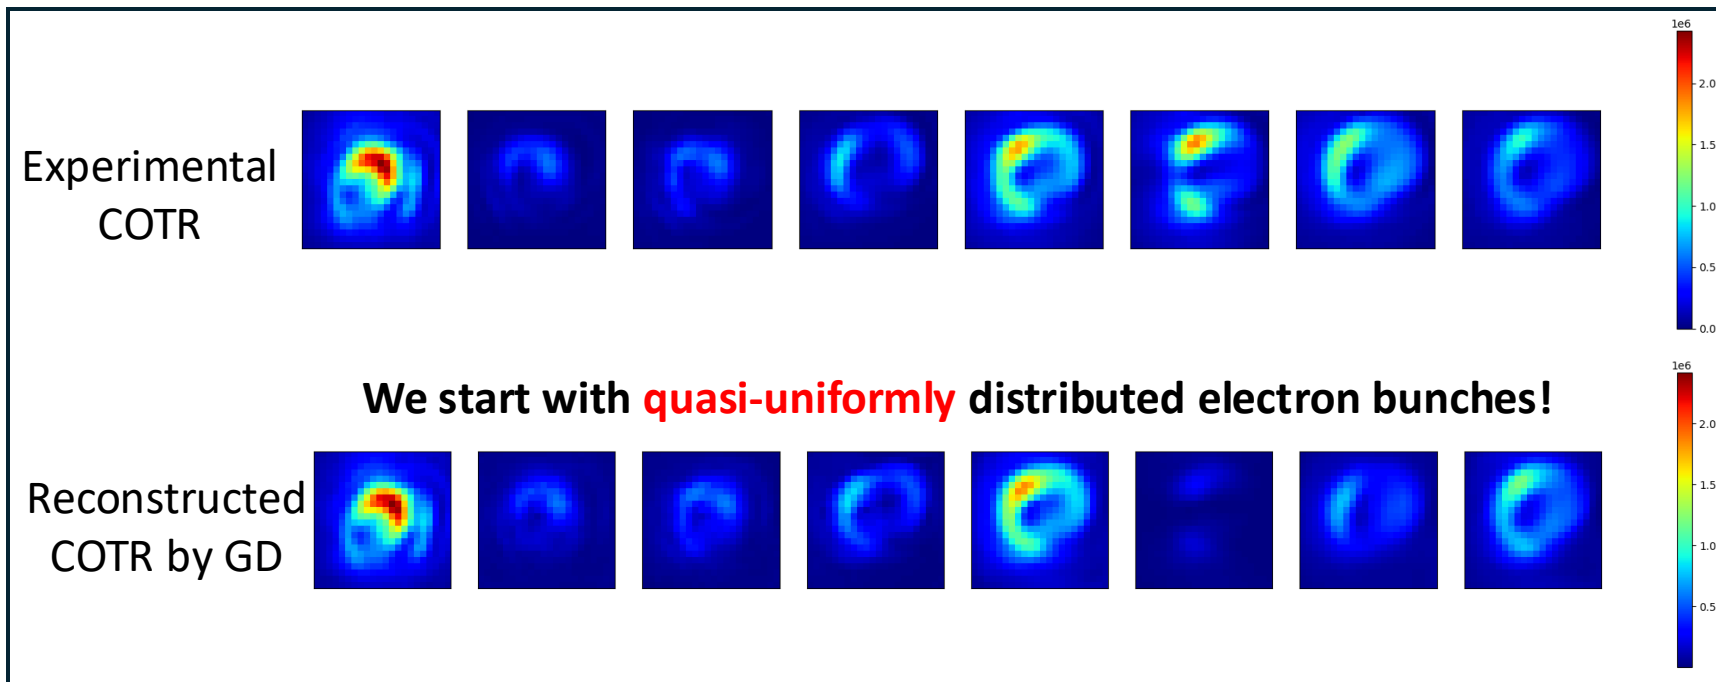 1e6
2.0
1.5
1.0
0.5
0.0
Experimental
COTR
We start with quasi-uniformly distributed electron bunches!
1e6
2.0
1.5
1.0
0.5
Reconstructed
COTR by GD